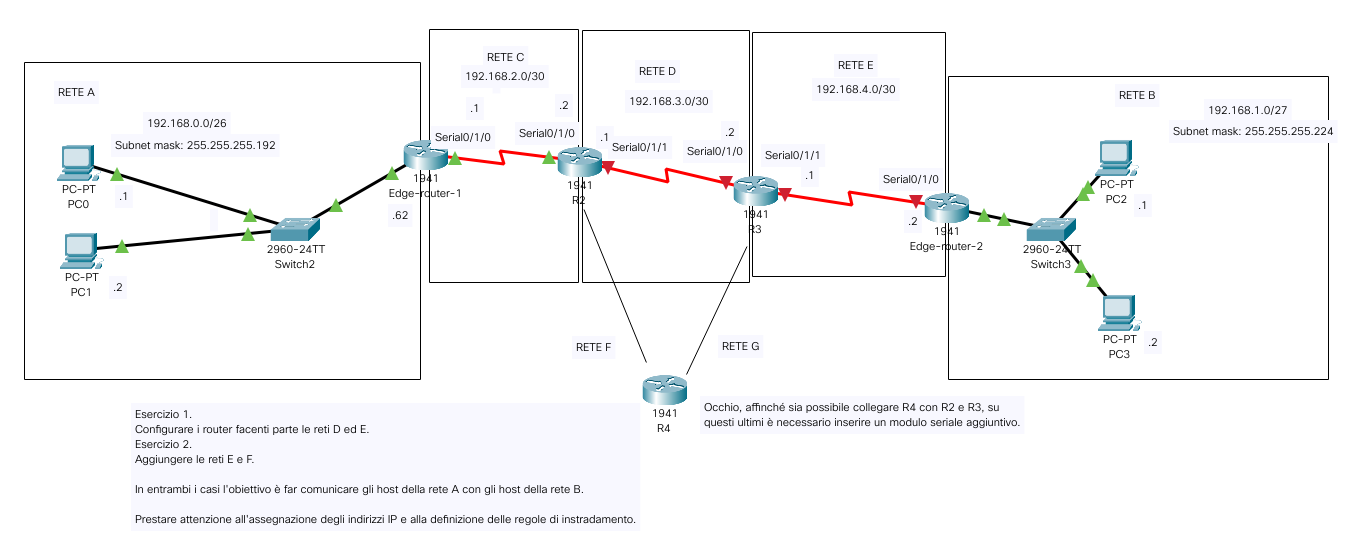 RETE A
192.168.0.0/26
Subnet mask: 255.255.255.192
PC-PT
PC0
.1
PC-PT
PC1
.2
2960-24TT
Switch2
1941
Edge-router-1
.62
RETE C
192.168.2.0/30
.1
.2
Serial0/1/0
Serial0/1/0
1941
R2
RETE D
192.168.3.0/30
.1
.2
Serial0/1/1
Serial0/1/0
1941
R3
RETE E
192.168.4.0/30
Serial0/1/1
.1
Serial0/1/0
.2
1941
Edge-router-2
RETE B
192.168.1.0/27
Subnet mask: 255.255.255.224
PC-PT
PC2
.1
2960-24TT
Switch3
PC-PT
PC3
.2
RETE F
RETE G
1941
R4
Occhio, affinché sia possibile collegare R4 con R2 e R3, su
questi ultimi è necessario inserire un modulo seriale aggiuntivo.
Esercizio 1.
Configurare i router facenti parte le reti D ed E.
Esercizio 2.
Aggiungere le reti E e F.
In entrambi i casi l'obiettivo è far comunicare gli host della rete A con gli host della rete B.
Prestare attenzione all'assegnazione degli indirizzi IP e alla definizione delle regole di instradamento.